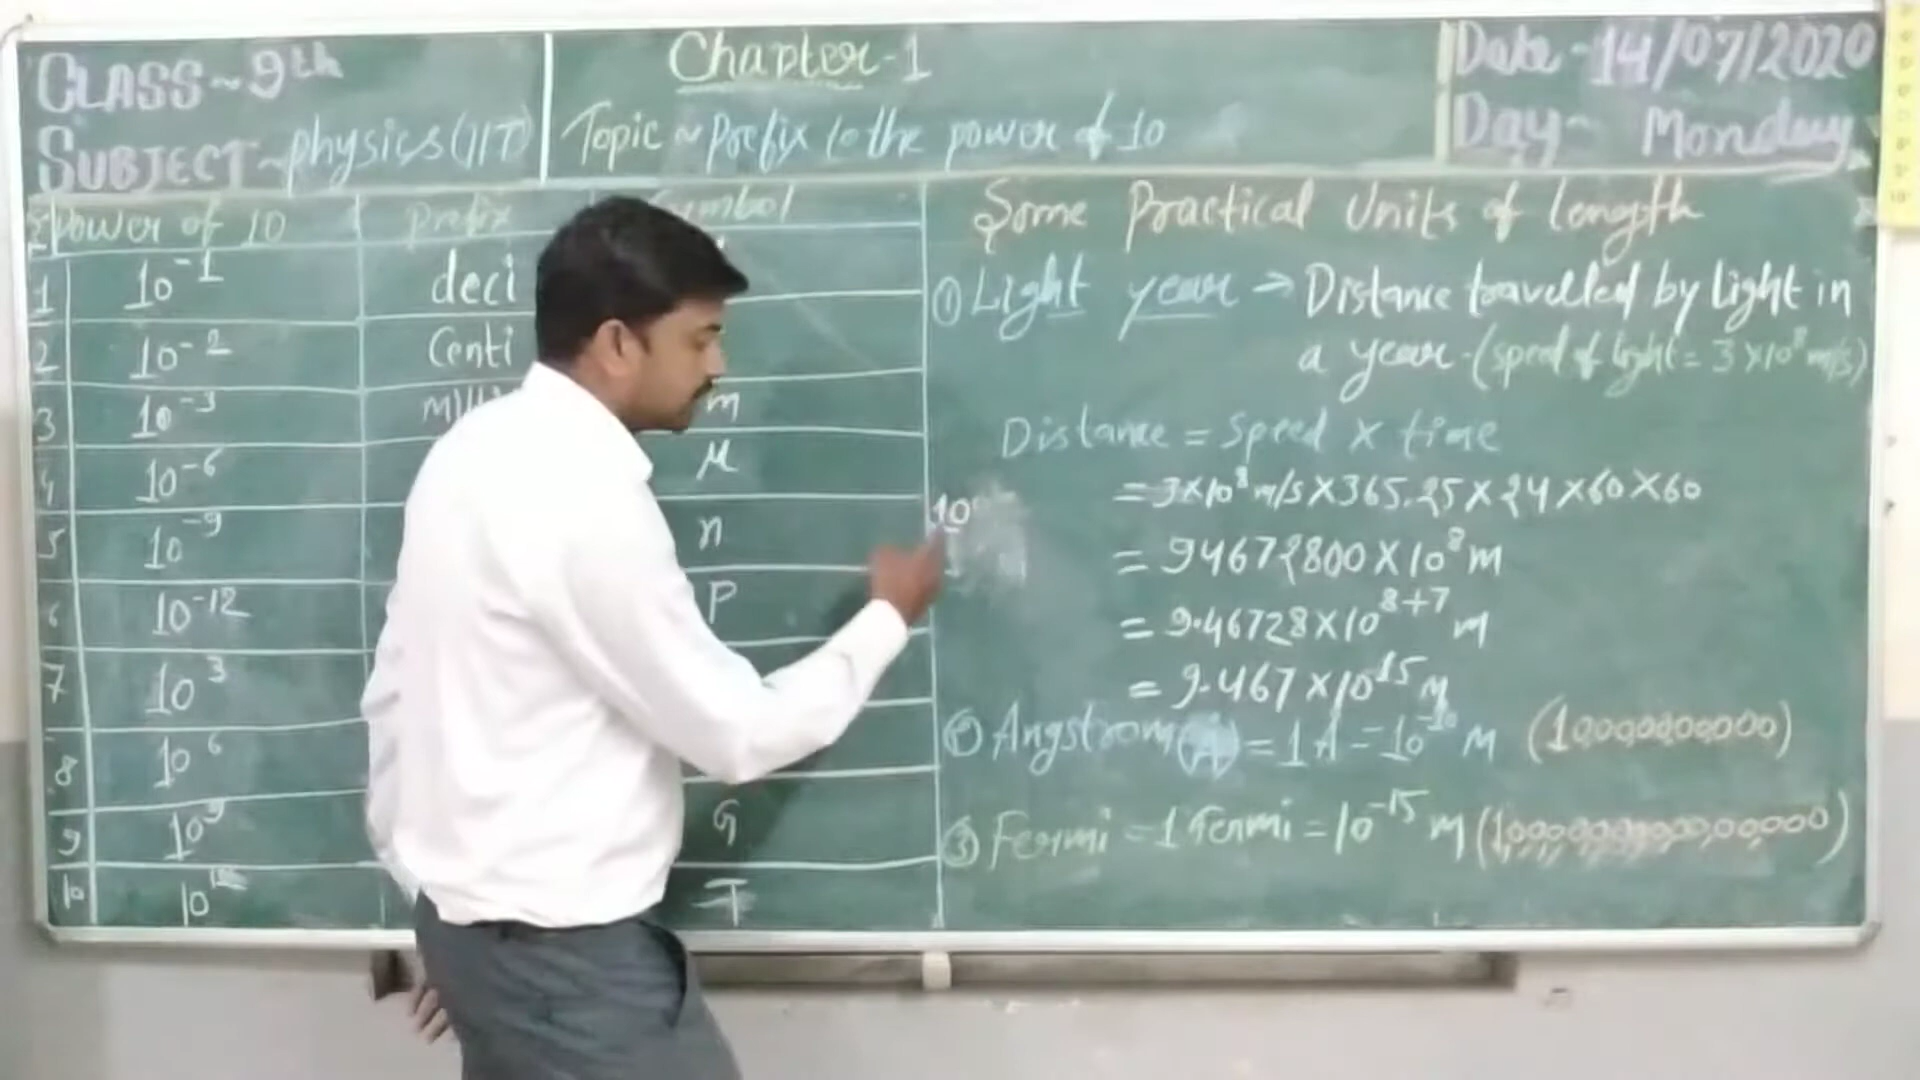 CLASS ~ 9th
SUBJECT ~ physics (IIT)
Chapter-1
Topic ~ Prefix to the power of 10
Date - 14/07/2020
Day - Monday
Power of 10 Prefix Symbol
1 10⁻¹ deci
2 10⁻² Centi
3 10⁻³ m
4 10⁻⁶ μ
5 10⁻⁹ n
6 10⁻¹² P
7 10³
8 10⁶
9 10⁹ G
10 10¹² T
10
Some Practical Units of length
① Light year → Distance travelled by light in
a year - (speed of light = 3 × 10⁸ m/s)
Distance = Speed × time
= 3×10⁸ m/s × 365.25 × 24 × 60 × 60
= 94672800 × 10⁸ m
= 9.46728 × 10⁸⁺⁷ m
= 9.467 × 10¹⁵ m
② Angstrom (A) = 1 A = 10⁻¹⁰ m (10000000000)
③ Fermi = 1 Fermi = 10⁻¹⁵ m (1000000000000000)